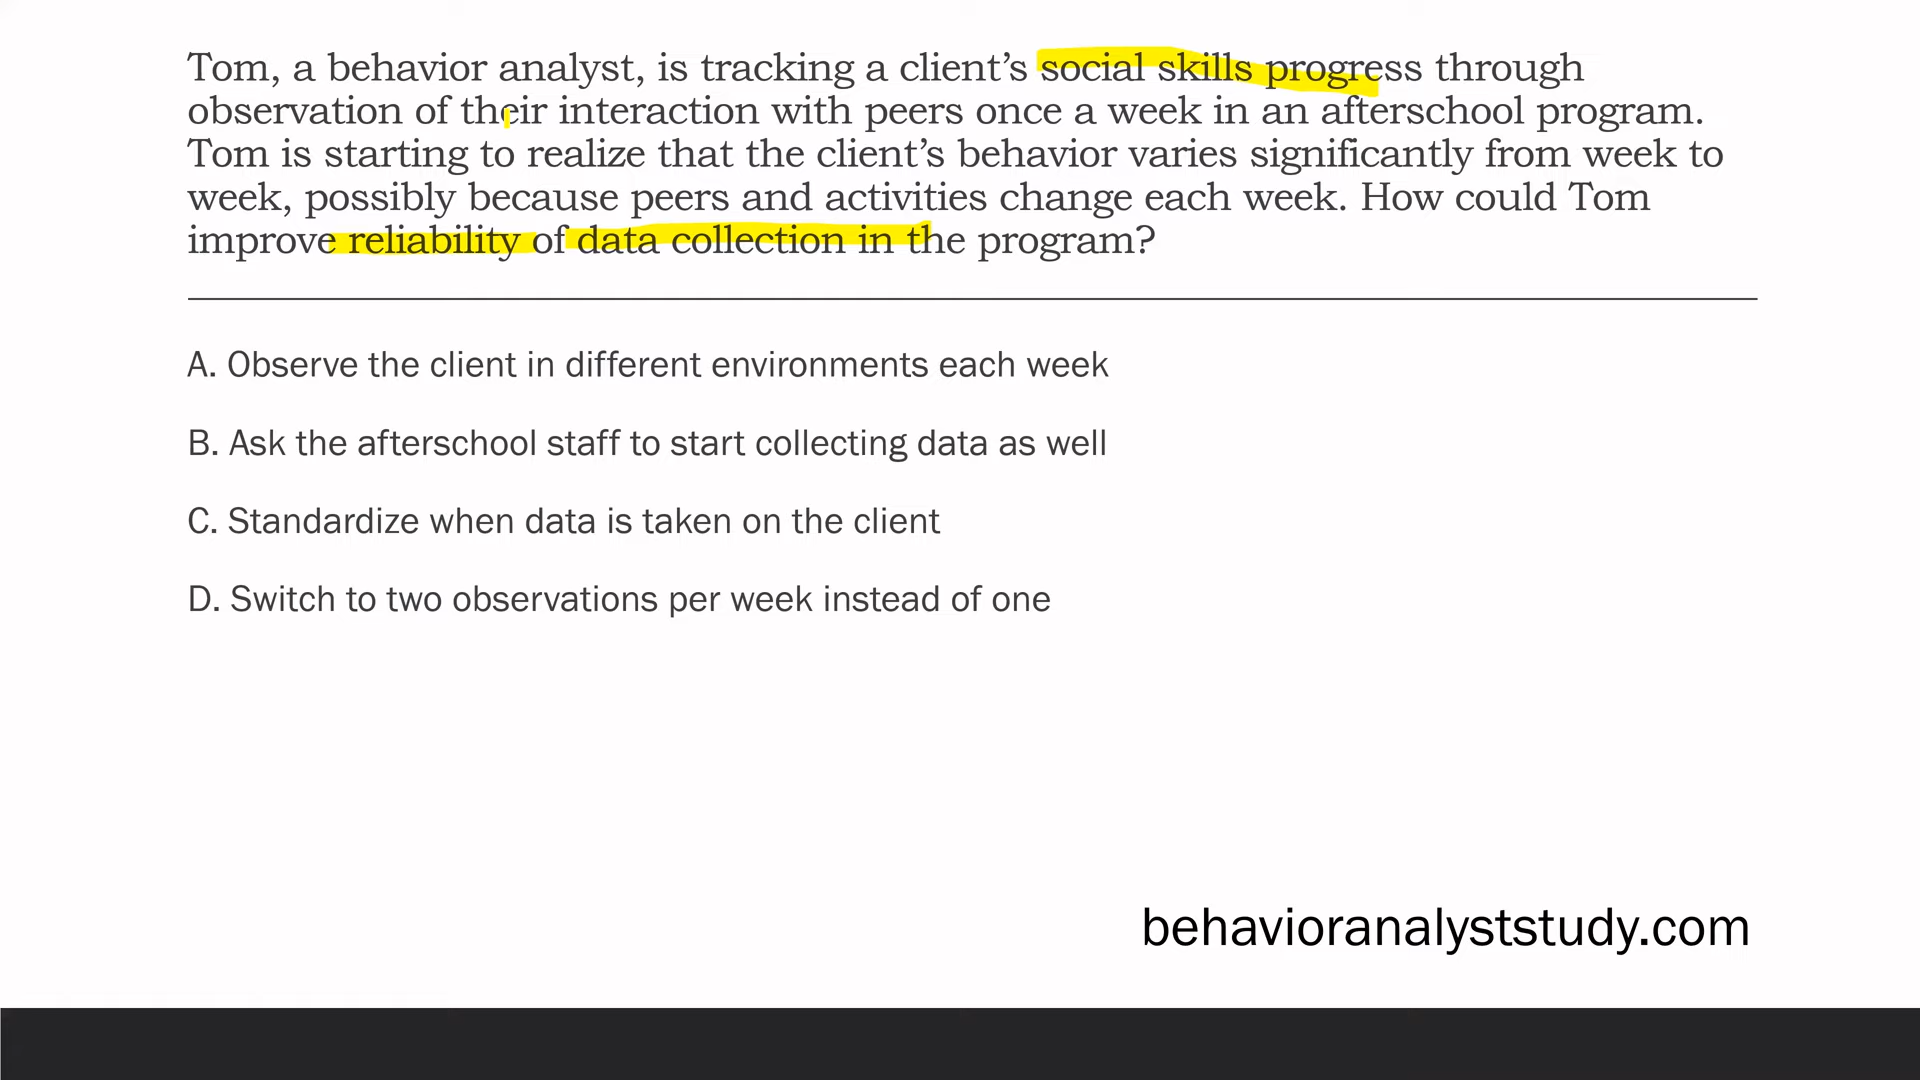 Tom, a behavior analyst, is tracking a client’s social skills progress through
observation of their interaction with peers once a week in an afterschool program.
Tom is starting to realize that the client’s behavior varies significantly from week to
week, possibly because peers and activities change each week. How could Tom
improve reliability of data collection in the program?
A. Observe the client in different environments each week
B. Ask the afterschool staff to start collecting data as well
C. Standardize when data is taken on the client
D. Switch to two observations per week instead of one
behavioranalyststudy.com